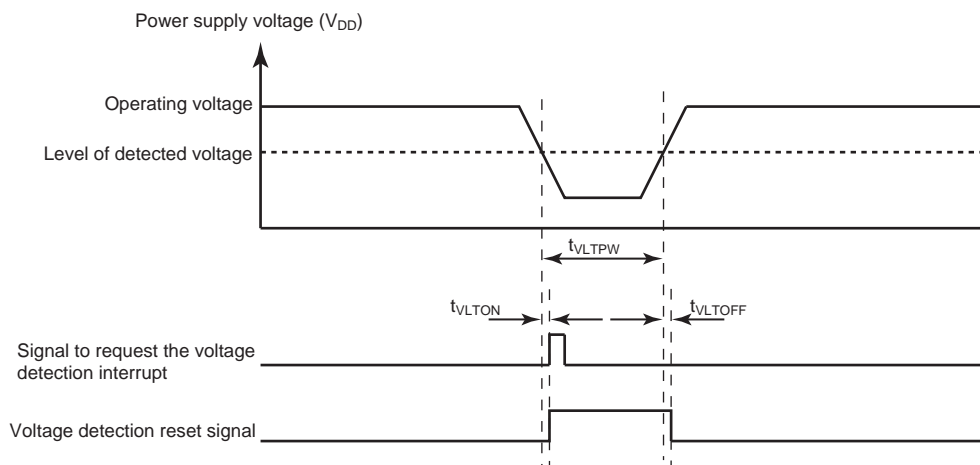 Power supply voltage (VDD)
Operating voltage
Level of detected voltage
tVLTPW
tVLTON
tVLTOFF
Signal to request the voltage
detection interrupt
Voltage detection reset signal